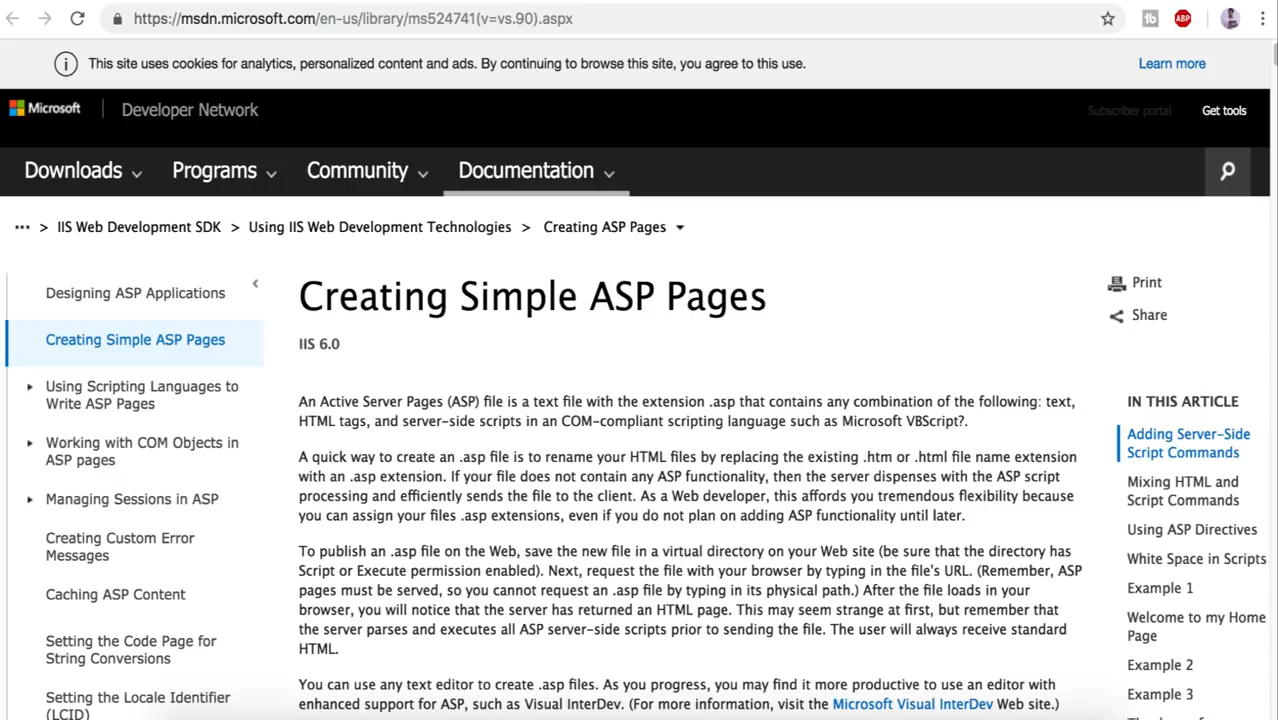 https://msdn.microsoft.com/en-us/library/ms524741(v=vs.90).aspx
ABP
This site uses cookies for analytics, personalized content and ads. By continuing to browse this site, you agree to this use.
Learn more
Microsoft
Developer Network
Subscriber portal
Get tools
Downloads
Programs
Community
Documentation
... > IIS Web Development SDK > Using IIS Web Development Technologies > Creating ASP Pages
Designing ASP Applications
Creating Simple ASP Pages
Using Scripting Languages to
Write ASP Pages
Working with COM Objects in
ASP pages
Managing Sessions in ASP
Creating Custom Error
Messages
Caching ASP Content
Setting the Code Page for
String Conversions
Setting the Locale Identifier
(LCID)
Creating Simple ASP Pages
IIS 6.0
An Active Server Pages (ASP) file is a text file with the extension .asp that contains any combination of the following: text,
HTML tags, and server-side scripts in an COM-compliant scripting language such as Microsoft VBScript?.
A quick way to create an .asp file is to rename your HTML files by replacing the existing .htm or .html file name extension
with an .asp extension. If your file does not contain any ASP functionality, then the server dispenses with the ASP script
processing and efficiently sends the file to the client. As a Web developer, this affords you tremendous flexibility because
you can assign your files .asp extensions, even if you do not plan on adding ASP functionality until later.
To publish an .asp file on the Web, save the new file in a virtual directory on your Web site (be sure that the directory has
Script or Execute permission enabled). Next, request the file with your browser by typing in the file's URL. (Remember, ASP
pages must be served, so you cannot request an .asp file by typing in its physical path.) After the file loads in your
browser, you will notice that the server has returned an HTML page. This may seem strange at first, but remember that
the server parses and executes all ASP server-side scripts prior to sending the file. The user will always receive standard
HTML.
You can use any text editor to create .asp files. As you progress, you may find it more productive to use an editor with
enhanced support for ASP, such as Visual InterDev. (For more information, visit the Microsoft Visual InterDev Web site.)
Print
Share
IN THIS ARTICLE
Adding Server-Side
Script Commands
Mixing HTML and
Script Commands
Using ASP Directives
White Space in Scripts
Example 1
Welcome to my Home
Page
Example 2
Example 3